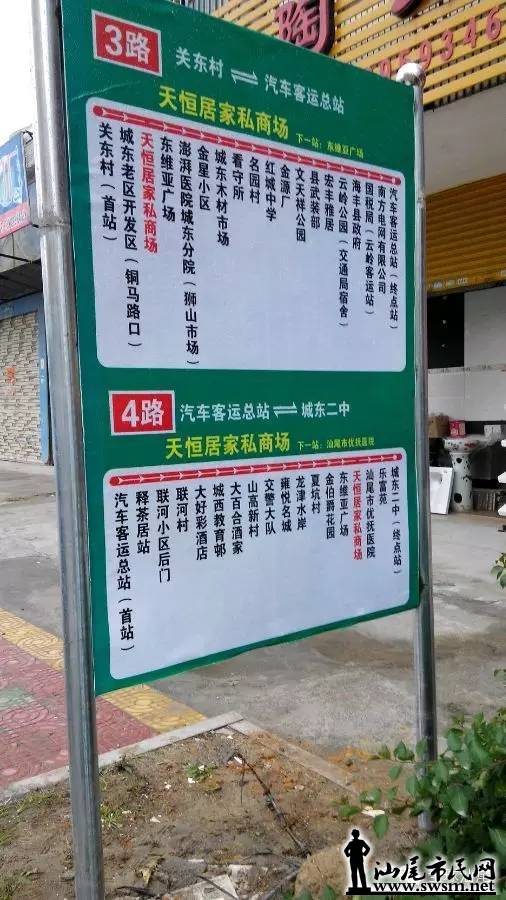 陶
959346
3路
关东村 ⇌ 汽车客运总站
天恒居家私商场 下一站：东维亚广场
关东村（首站）
城东老区开发区（铜马路口）
天恒居家私商场
东维亚广场
澎湃医院城东分院（狮山市场）
金星小区
城东木材市场
看守所
名园村
红城中学
金源厂
文天祥公园
县武装部
宏丰雅居
云岭公园（交通局宿舍）
海丰县政府
国税局（云岭客运站）
南方电网有限公司
汽车客运总站（终点站）
4路
汽车客运总站 ⇌ 城东二中
天恒居家私商场 下一站：汕尾市优抚医院
汽车客运总站（首站）
释茶居站
联河小区后门
联河村
大好彩酒店
城西教育邨
大百合酒家
山高新村
交警大队
雍悦名城
龙津水岸
夏坑村
金伯爵花园
东维亚广场
天恒居家私商场
汕尾市优抚医院
乐富苑
城东二中（终点站）
汕尾市民网
www.swsm.net